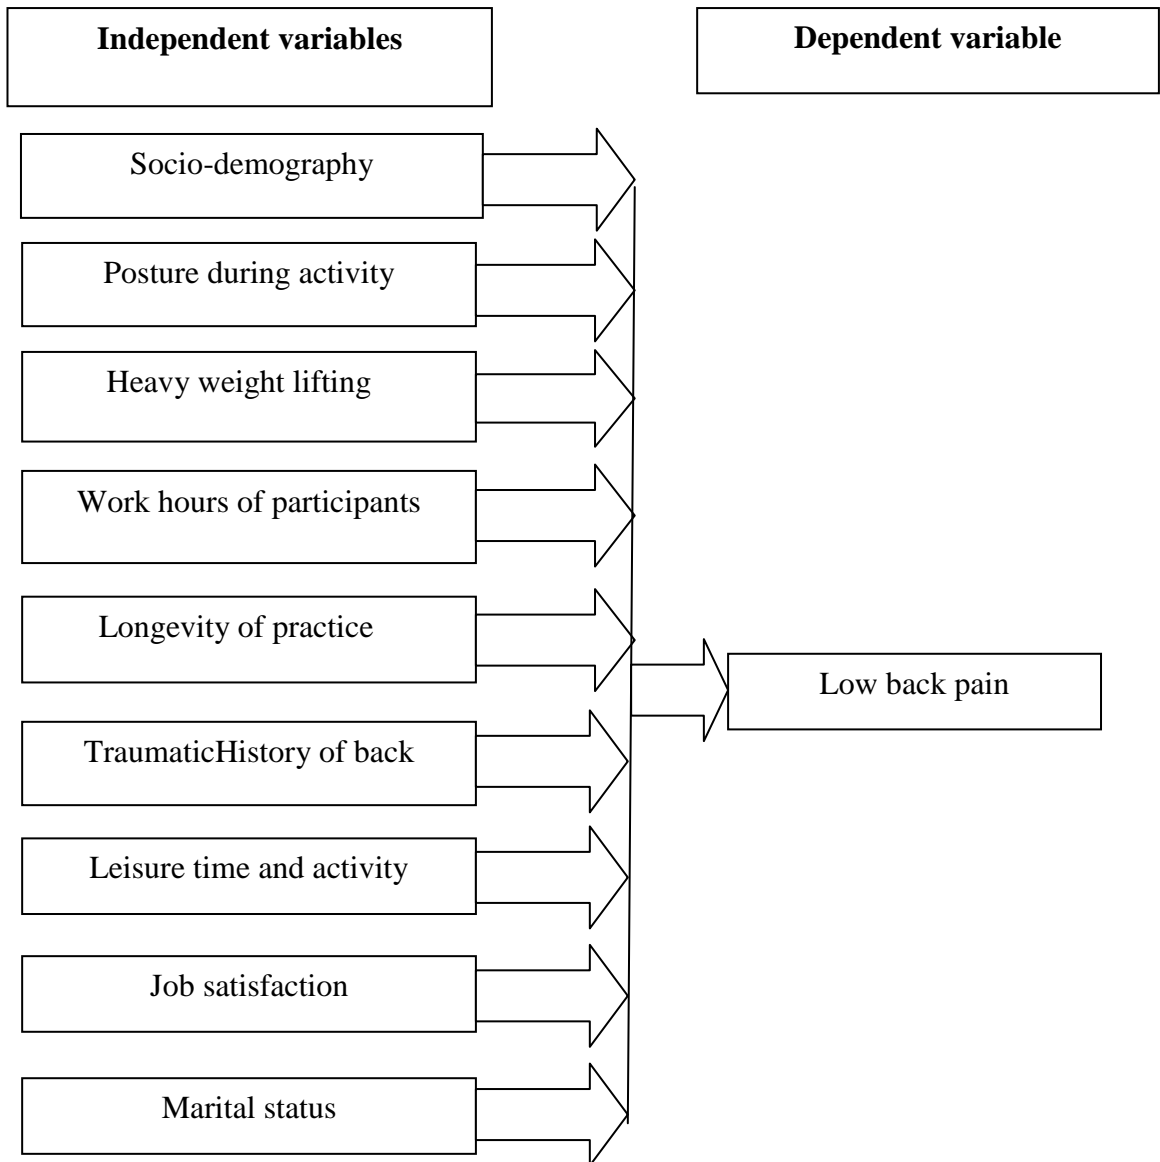 Independent variables
Dependent variable
Socio-demography
Posture during activity
Heavy weight lifting
Work hours of participants
Longevity of practice
Low back pain
TraumaticHistory of back
Leisure time and activity
Job satisfaction
Marital status